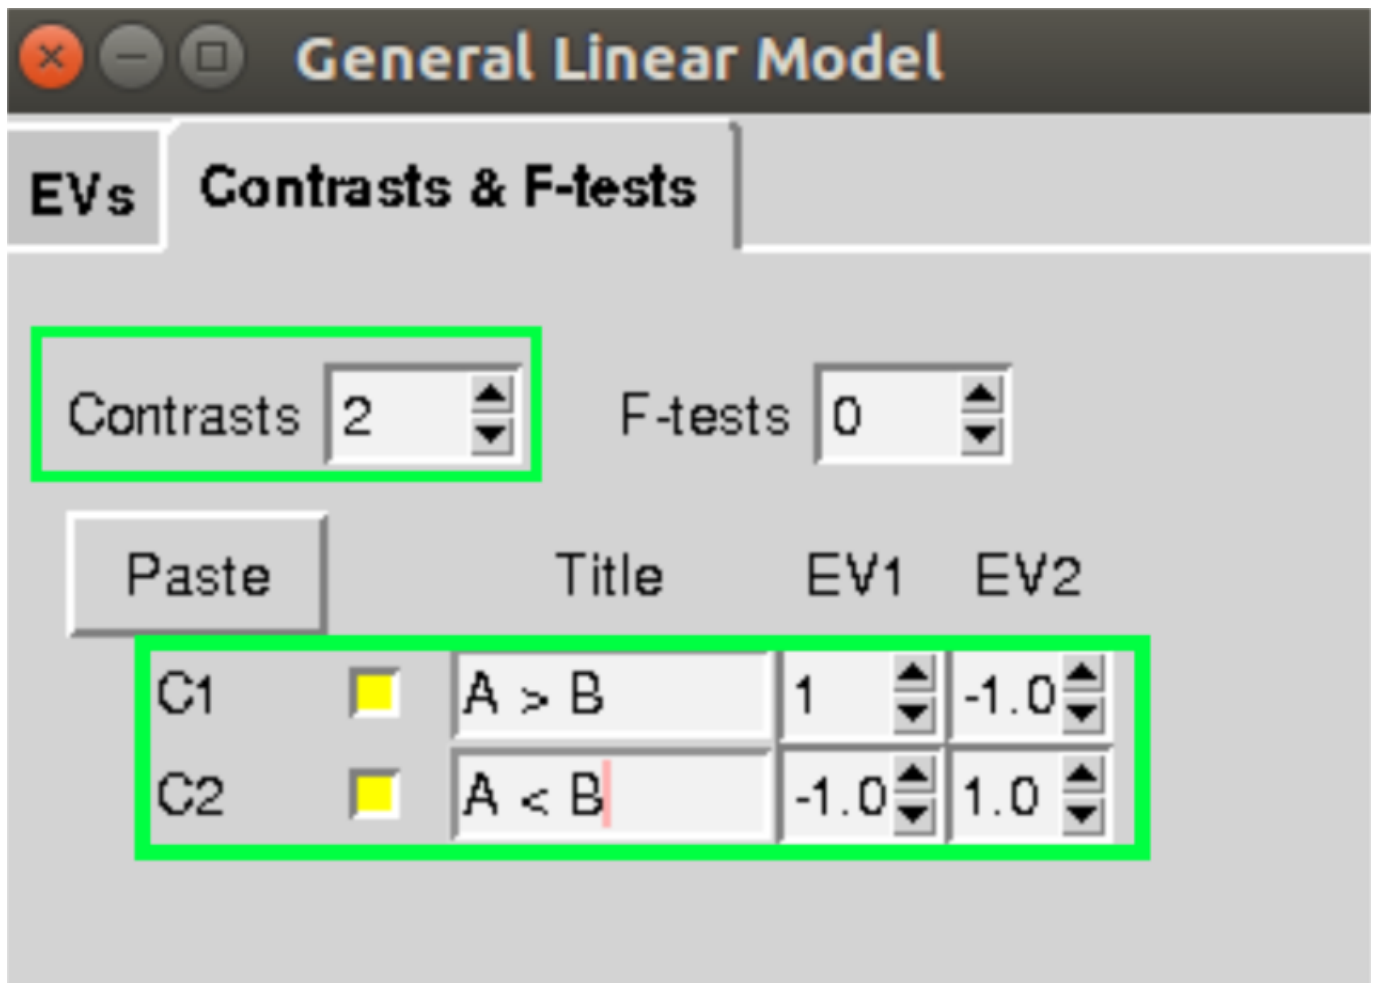 General Linear Model
EVs Contrasts & F-tests
Contrasts 2 F-tests 0
Paste Title EV1 EV2
C1 A > B 1 -1.0
C2 A < B -1.0 1.0